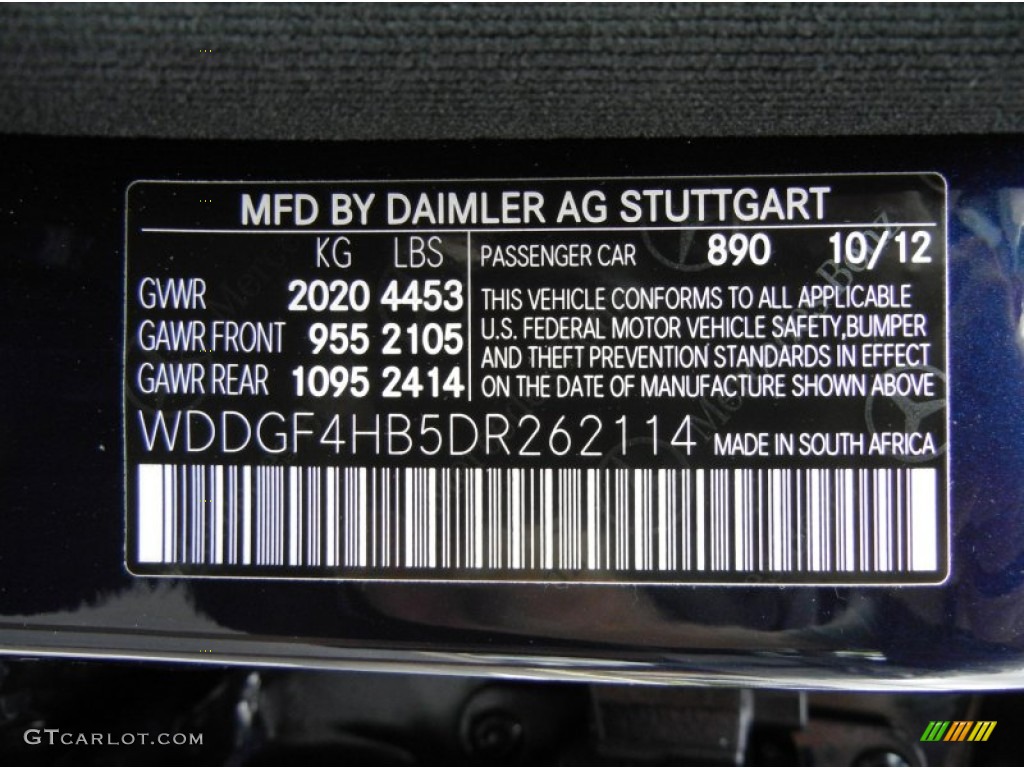 MFD BY DAIMLER AG STUTTGART
KG LBS
GVWR 2020 4453
GAWR FRONT 955 2105
GAWR REAR 1095 2414
PASSENGER CAR 890 10/12
THIS VEHICLE CONFORMS TO ALL APPLICABLE
U.S. FEDERAL MOTOR VEHICLE SAFETY,BUMPER
AND THEFT PREVENTION STANDARDS IN EFFECT
ON THE DATE OF MANUFACTURE SHOWN ABOVE
WDDGF4HB5DR262114 MADE IN SOUTH AFRICA
GTCARLOT.COM